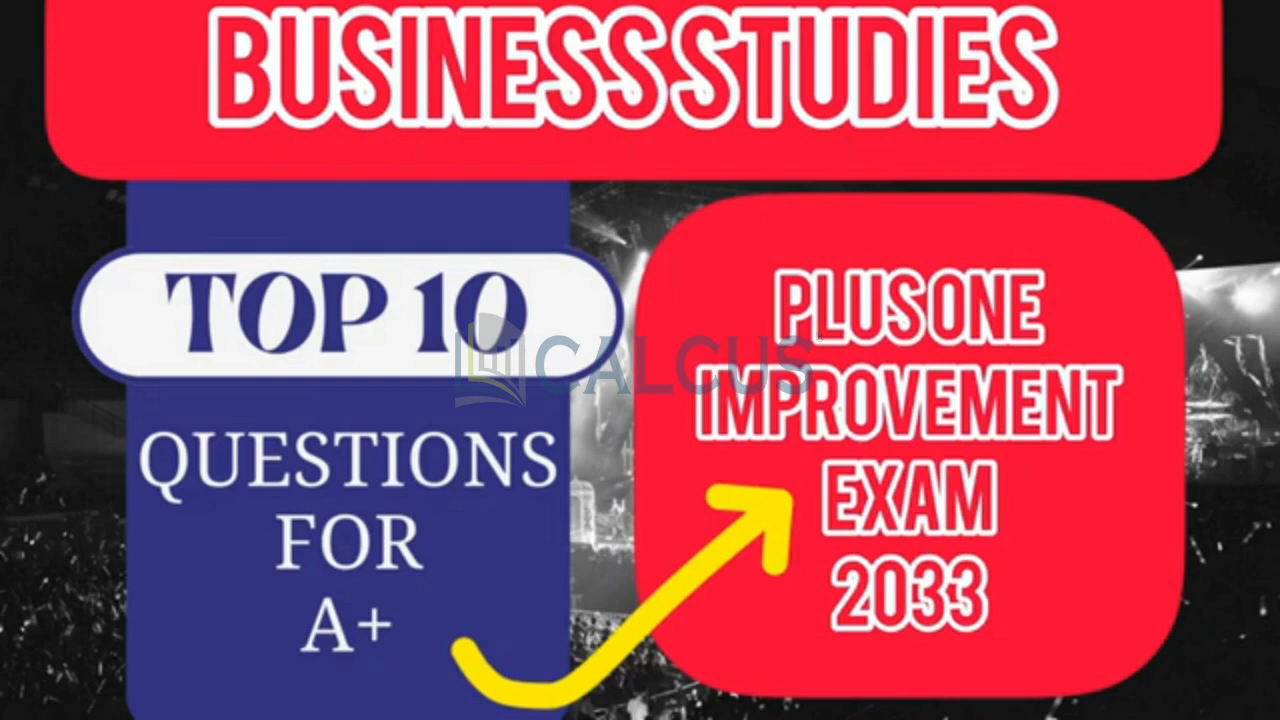 BUSINESS STUDIES
TOP 10
QUESTIONS
FOR
A+
CALCUS
PLUS ONE
IMPROVEMENT
EXAM
2033